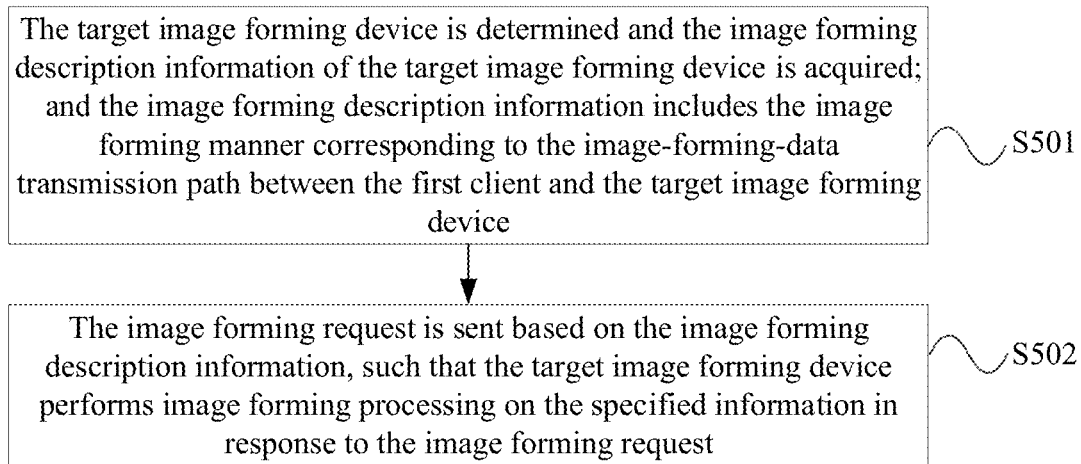 The target image forming device is determined and the image forming
description information of the target image forming device is acquired;
and the image forming description information includes the image
forming manner corresponding to the image-forming-data
transmission path between the first client and the target image forming
device
S501
The image forming request is sent based on the image forming
description information, such that the target image forming device
performs image forming processing on the specified information in
response to the image forming request
S502